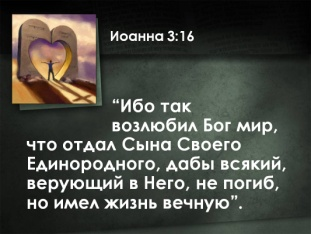 Иоанна 3:16
“Ибо так
возлюбил Бог мир,
что отдал Сына Своего
Единородного, дабы всякий,
верующий в Него, не погиб,
но имел жизнь вечную”.